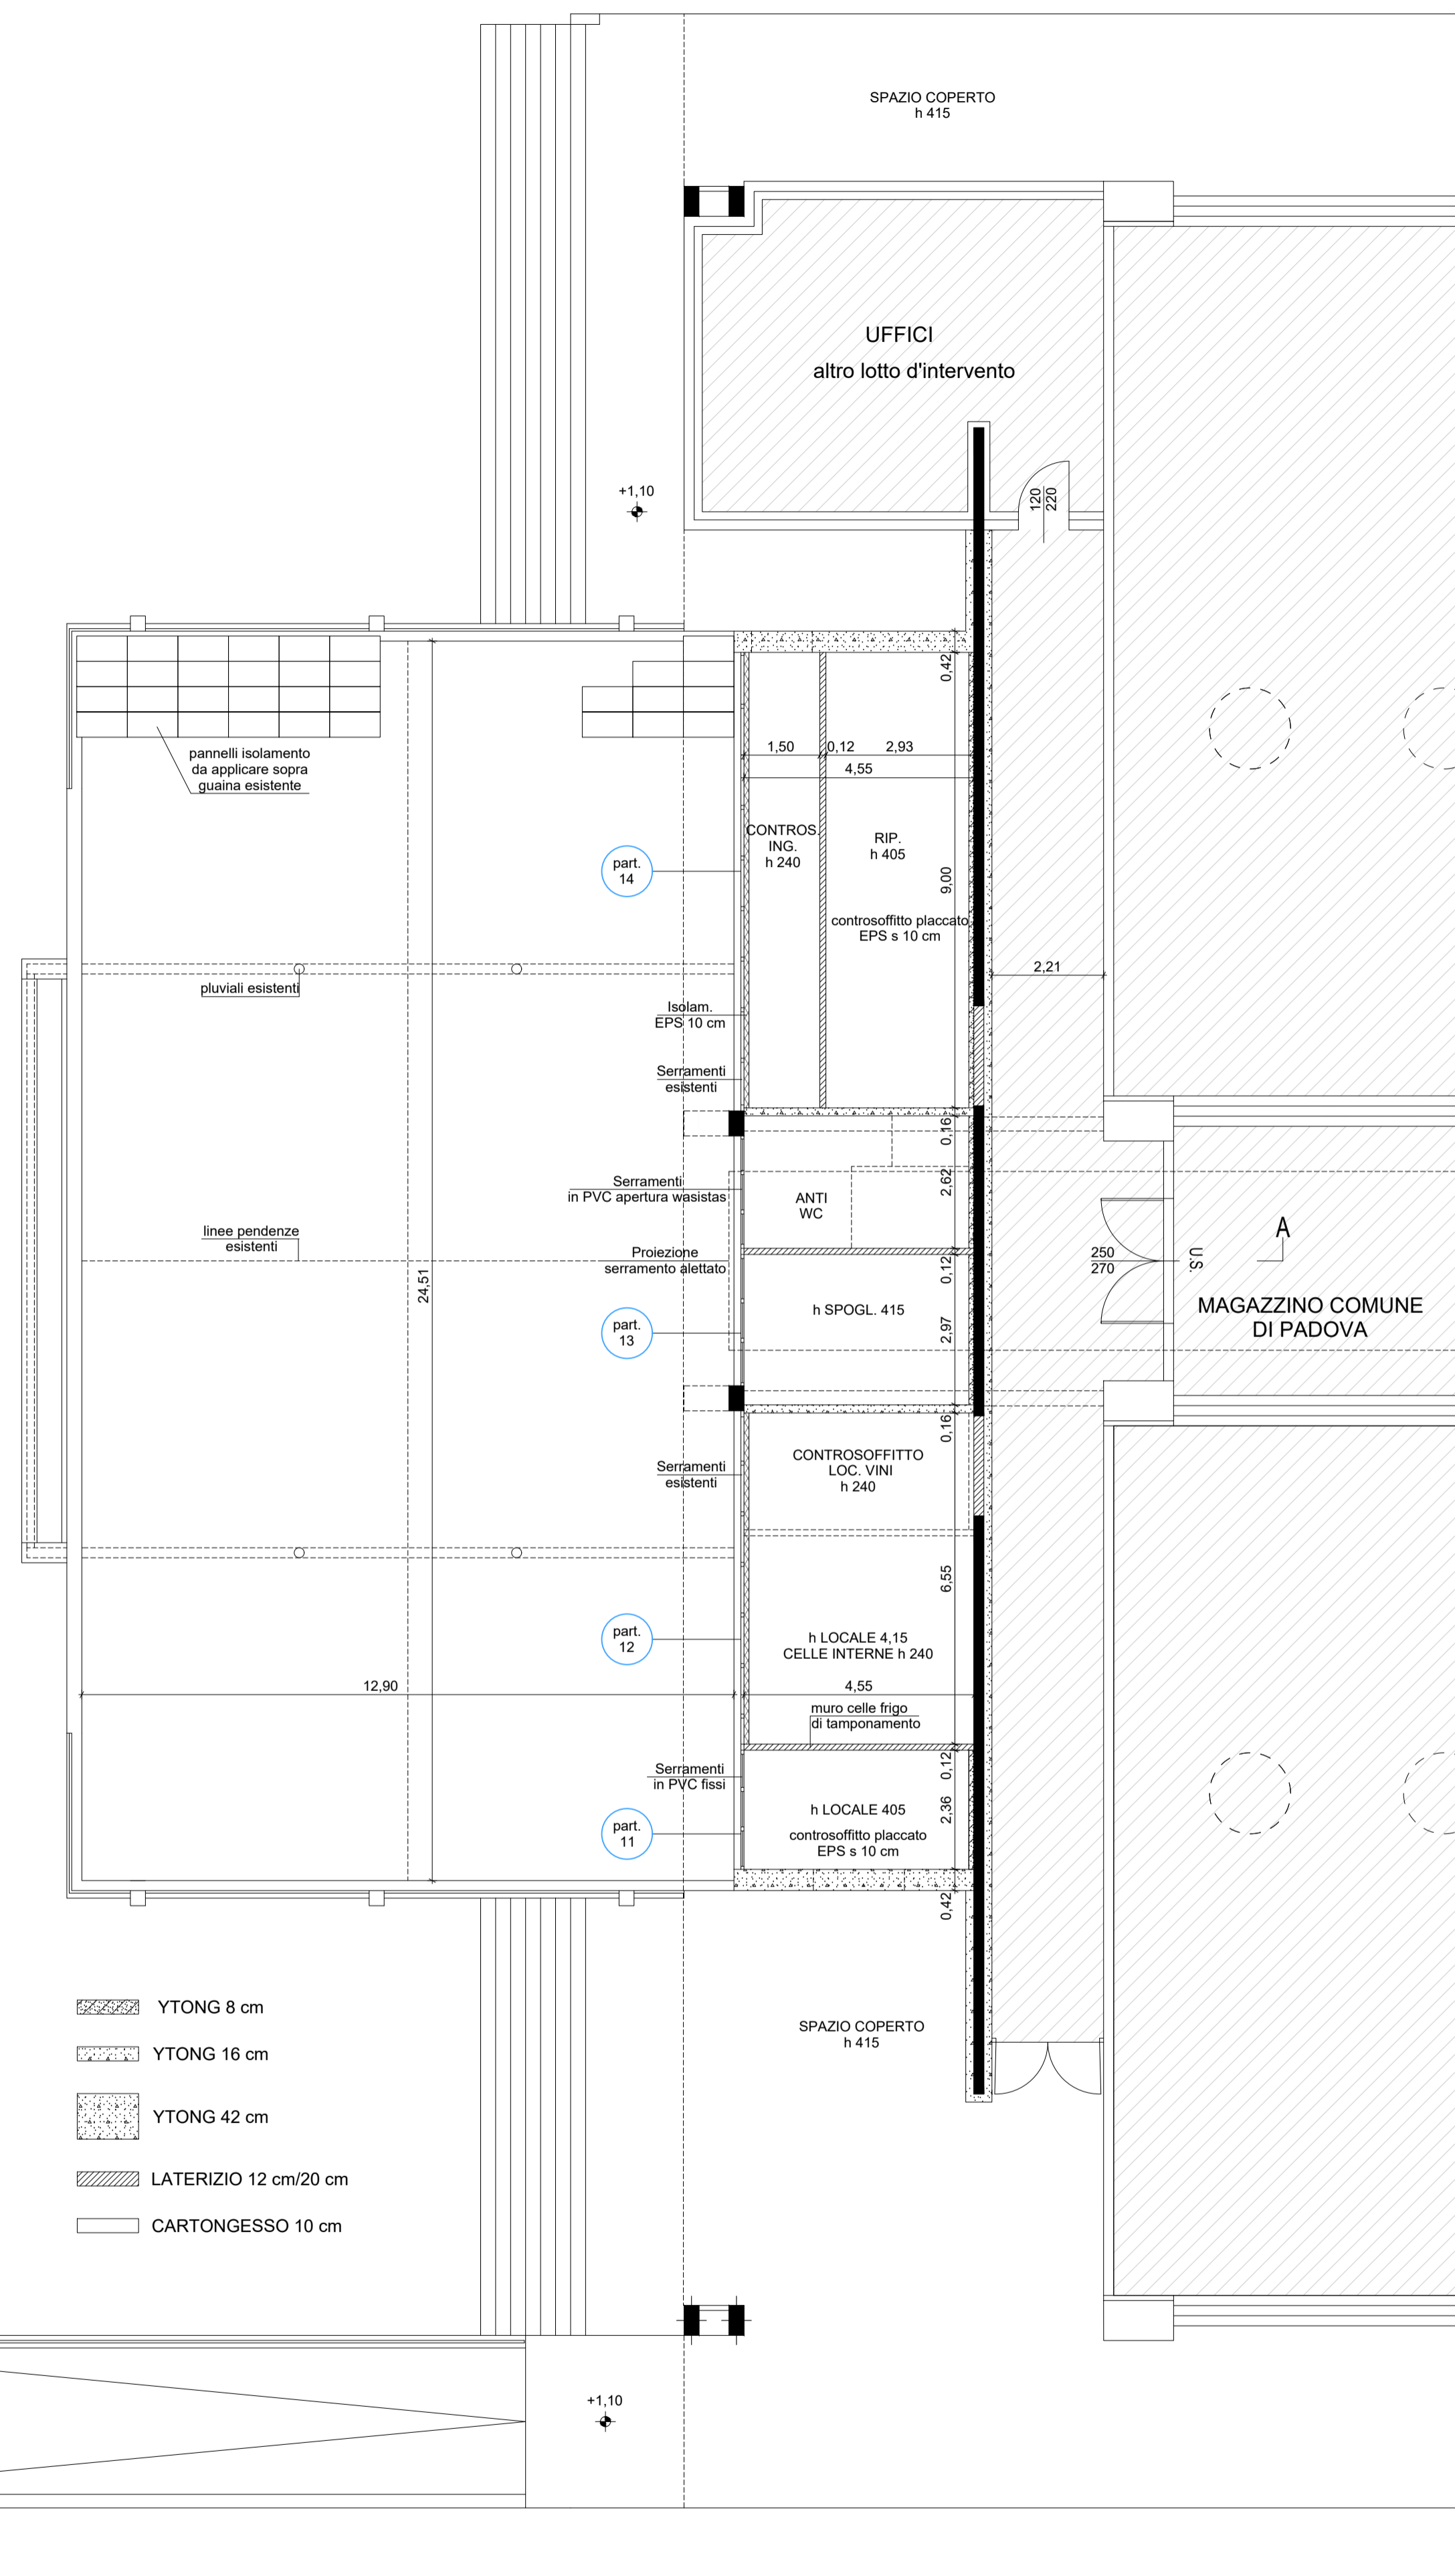 SPAZIO COPERTO
h 415
UFFICI
altro lotto d'intervento
+1,10
120
220
0,42
pannelli isolamento
da applicare sopra
guaina esistente
1,50
0,12
2,93
4,55
CONTROS.
ING.
h 240
RIP.
h 405
part.
14
9,00
controsoffitto placcato
EPS s 10 cm
2,21
pluviali esistenti
Isolam.
EPS 10 cm
Serramenti
esistenti
0,16
2,62
Serramenti
in PVC apertura wasistas
ANTI
WC
linee pendenze
esistenti
Proiezione
serramento alettato
24,51
0,12
250
270
U.S.
A
MAGAZZINO COMUNE
DI PADOVA
h SPOGL. 415
part.
13
2,97
0,16
Serramenti
esistenti
CONTROSOFFITTO
LOC. VINI
h 240
6,55
part.
12
h LOCALE 4,15
CELLE INTERNE h 240
12,90
4,55
muro celle frigo
di tamponamento
0,12
Serramenti
in PVC fissi
2,36
h LOCALE 405
part.
11
controsoffitto placcato
EPS s 10 cm
0,42
YTONG 8 cm
SPAZIO COPERTO
h 415
YTONG 16 cm
YTONG 42 cm
LATERIZIO 12 cm/20 cm
CARTONGESSO 10 cm
+1,10